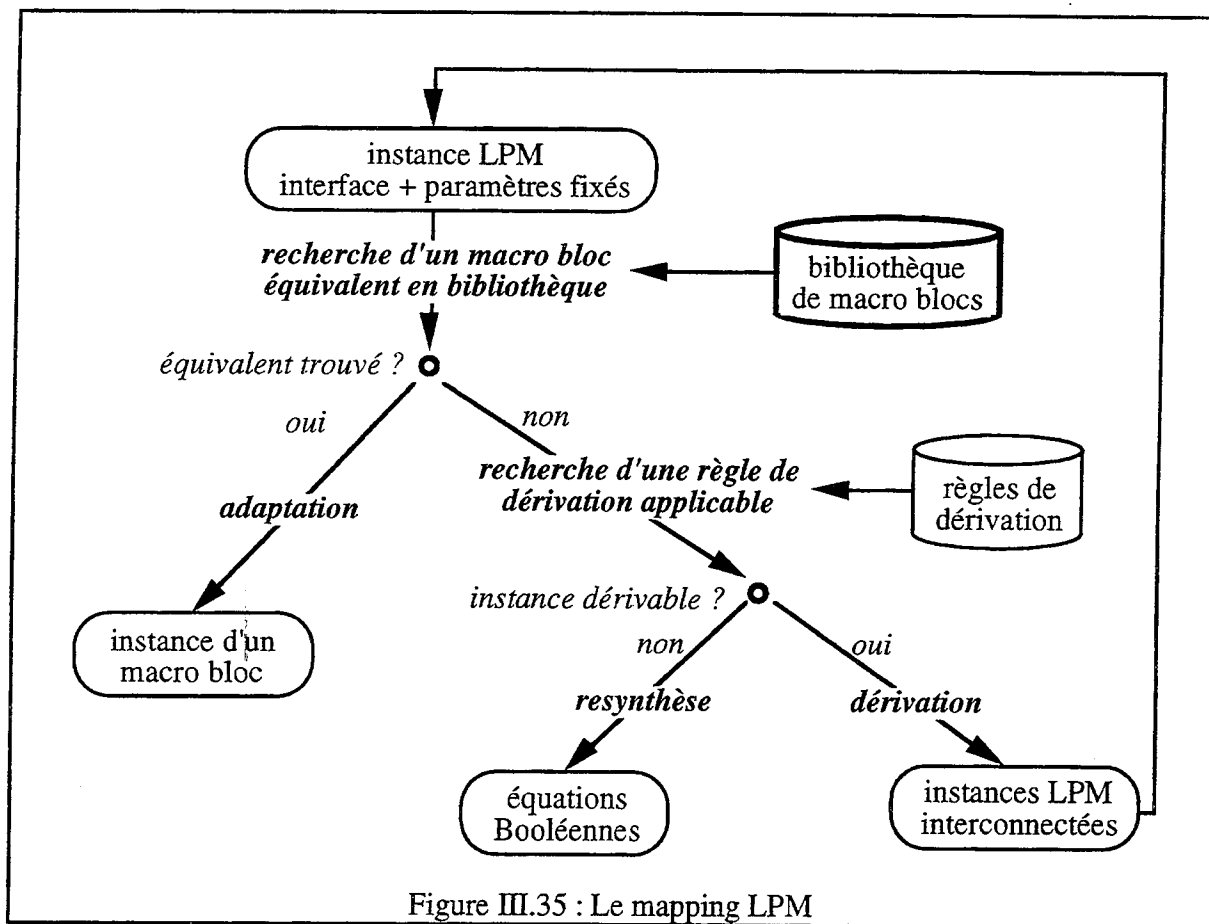 instance LPM
interface + paramètres fixés
recherche d'un macro bloc
équivalent en bibliothèque
bibliothèque
de macro blocs
équivalent trouvé ?
oui
non
adaptation
recherche d'une règle de
dérivation applicable
règles de
dérivation
instance d'un
macro bloc
instance dérivable ?
non
oui
resynthèse
dérivation
équations
Booléennes
instances LPM
interconnectées
Figure III.35 : Le mapping LPM